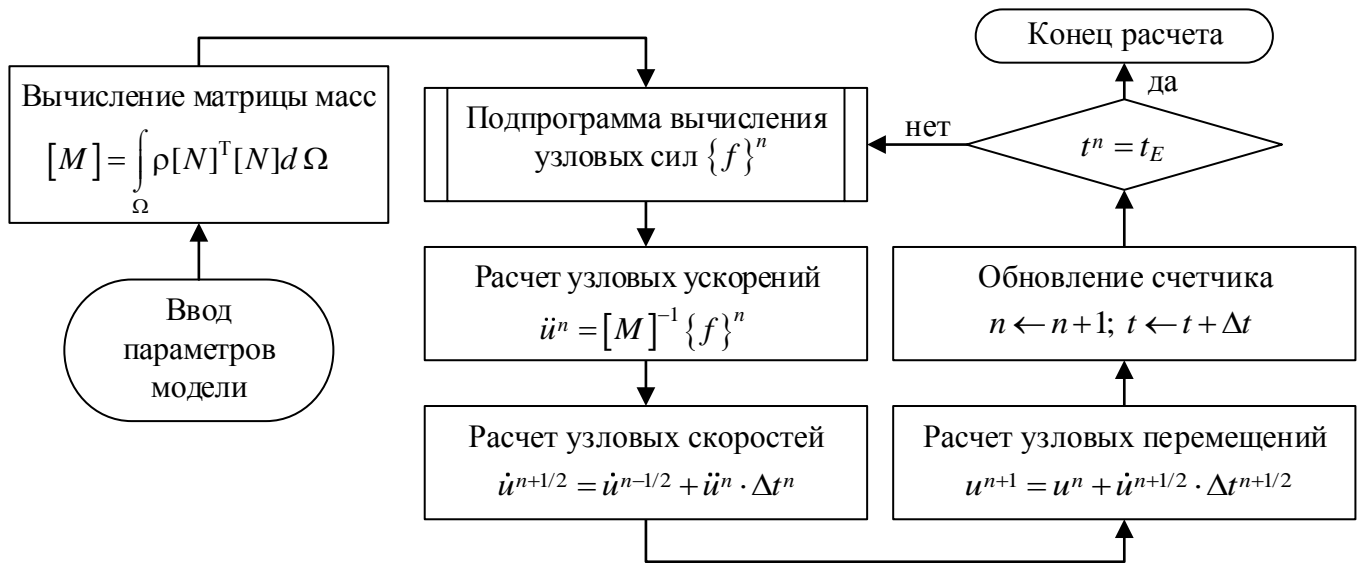 Ввод
параметров
модели
Вычисление матрицы масс
[M] = ∫_Ω ρ[N]ᵀ[N]d Ω
Подпрограмма вычисления
узловых сил {f}ⁿ
Расчет узловых ускорений
üⁿ = [M]⁻¹ {f}ⁿ
Расчет узловых скоростей
u̇ⁿ⁺¹ᐟ² = u̇ⁿ⁻¹ᐟ² + üⁿ · Δtⁿ
Расчет узловых перемещений
uⁿ⁺¹ = uⁿ + u̇ⁿ⁺¹ᐟ² · Δtⁿ⁺¹ᐟ²
Обновление счетчика
n ← n + 1; t ← t + Δt
tⁿ = t_E
нет
да
Конец расчета